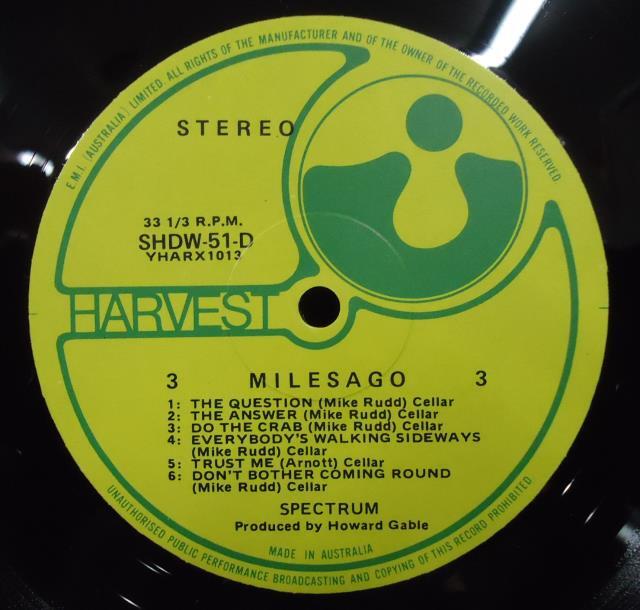 E.M.I. (AUSTRALIA) LIMITED. ALL RIGHTS OF THE MANUFACTURER AND OF THE OWNER OF THE RECORDED WORK RESERVED.
STEREO
33 1/3 R.P.M.
SHDW-51-D
YHARX1013
HARVEST
3 MILESAGO 3
1: THE QUESTION (Mike Rudd) Cellar
2: THE ANSWER (Mike Rudd) Cellar
3: DO THE CRAB (Mike Rudd) Cellar
4: EVERYBODY'S WALKING SIDEWAYS
(Mike Rudd) Cellar
5: TRUST ME (Arnott) Cellar
6: DON'T BOTHER COMING ROUND
(Mike Rudd) Cellar
SPECTRUM
Produced by Howard Gable
MADE IN AUSTRALIA
UNAUTHORISED PUBLIC PERFORMANCE BROADCASTING AND COPYING OF THIS RECORD PROHIBITED